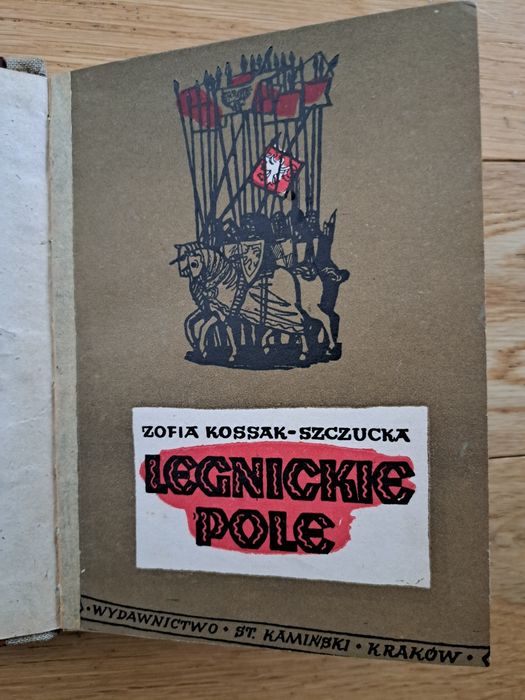 ZOFIA KOSSAK-SZCZUCKA
LEGNICKIE
POLE
· WYDAWNICTWO · ST. KAMIŃSKI · KRAKÓW ·